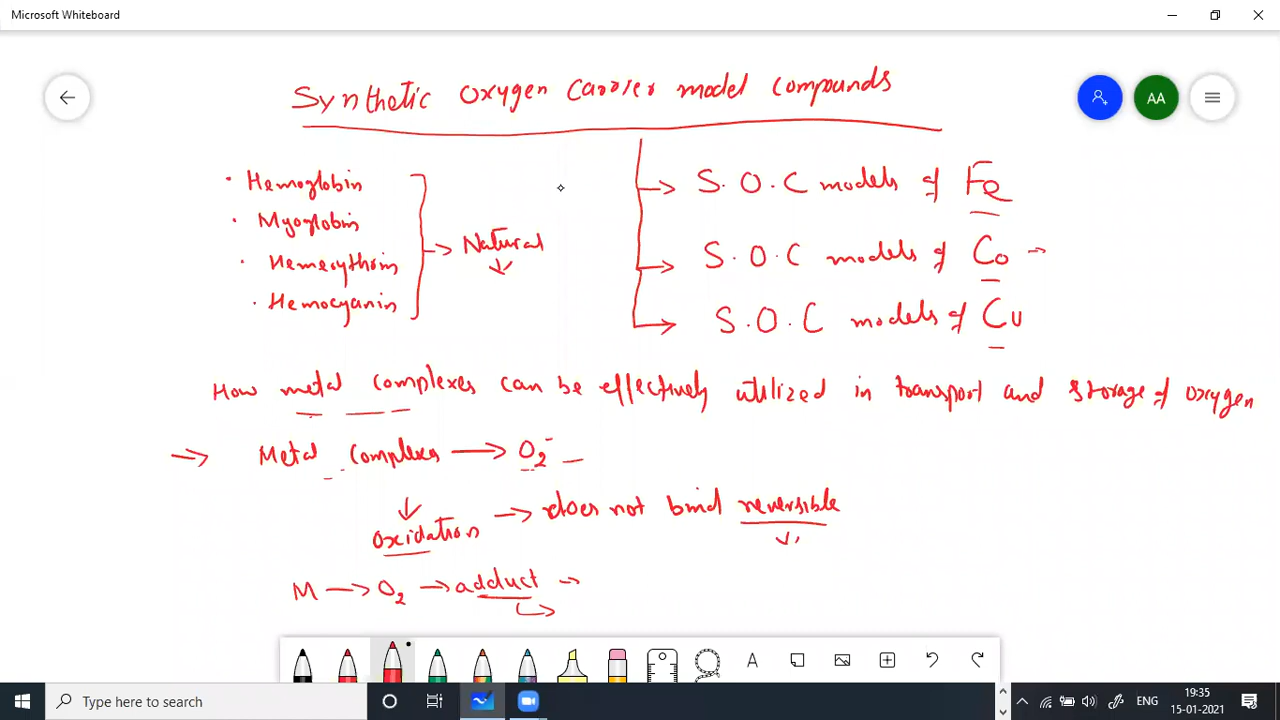 Microsoft Whiteboard
Synthetic Oxygen Carrier model compounds
AA
• Hemoglobin
• Myoglobin
• Hemerythrin
• Hemocyanin
→ Natural
→ S.O.C models of Fe
→ S.O.C models of Co →
→ S.O.C models of Cu
How metal complexes can be effectively utilized in transport and storage of oxygen
⇒ Metal complexes → O2⁻ –
↓ Oxidation → does not bind reversible
M → O2 → adduct →
A
Type here to search
ENG
19:35
15-01-2021